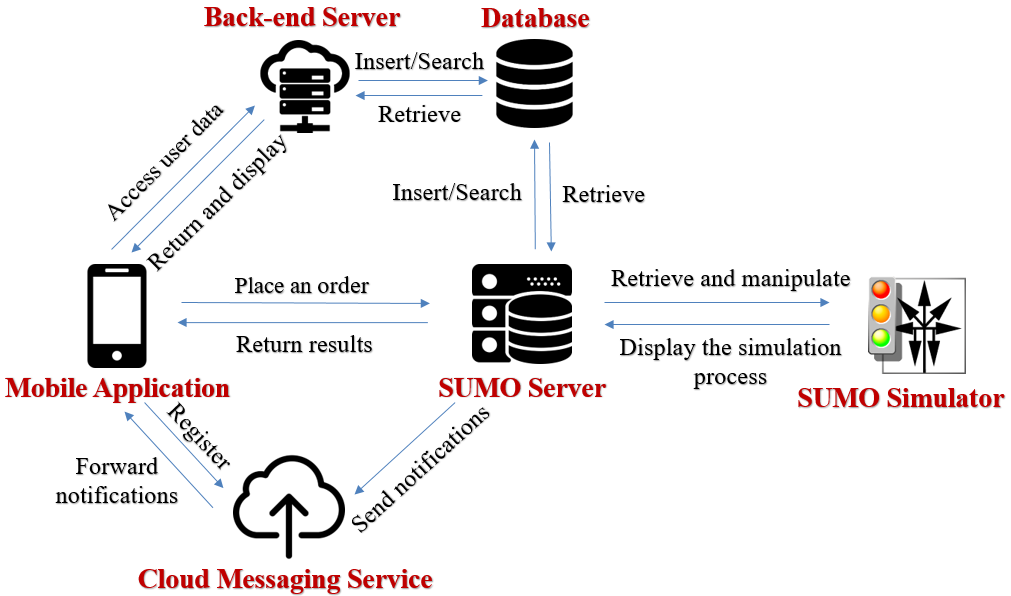 Back-end Server
Database
Insert/Search
Retrieve
Access user data
Return and display
Insert/Search
Retrieve
Place an order
Return results
Retrieve and manipulate
Display the simulation
process
Mobile Application
SUMO Server
SUMO Simulator
Register
Forward
notifications
Send notifications
Cloud Messaging Service